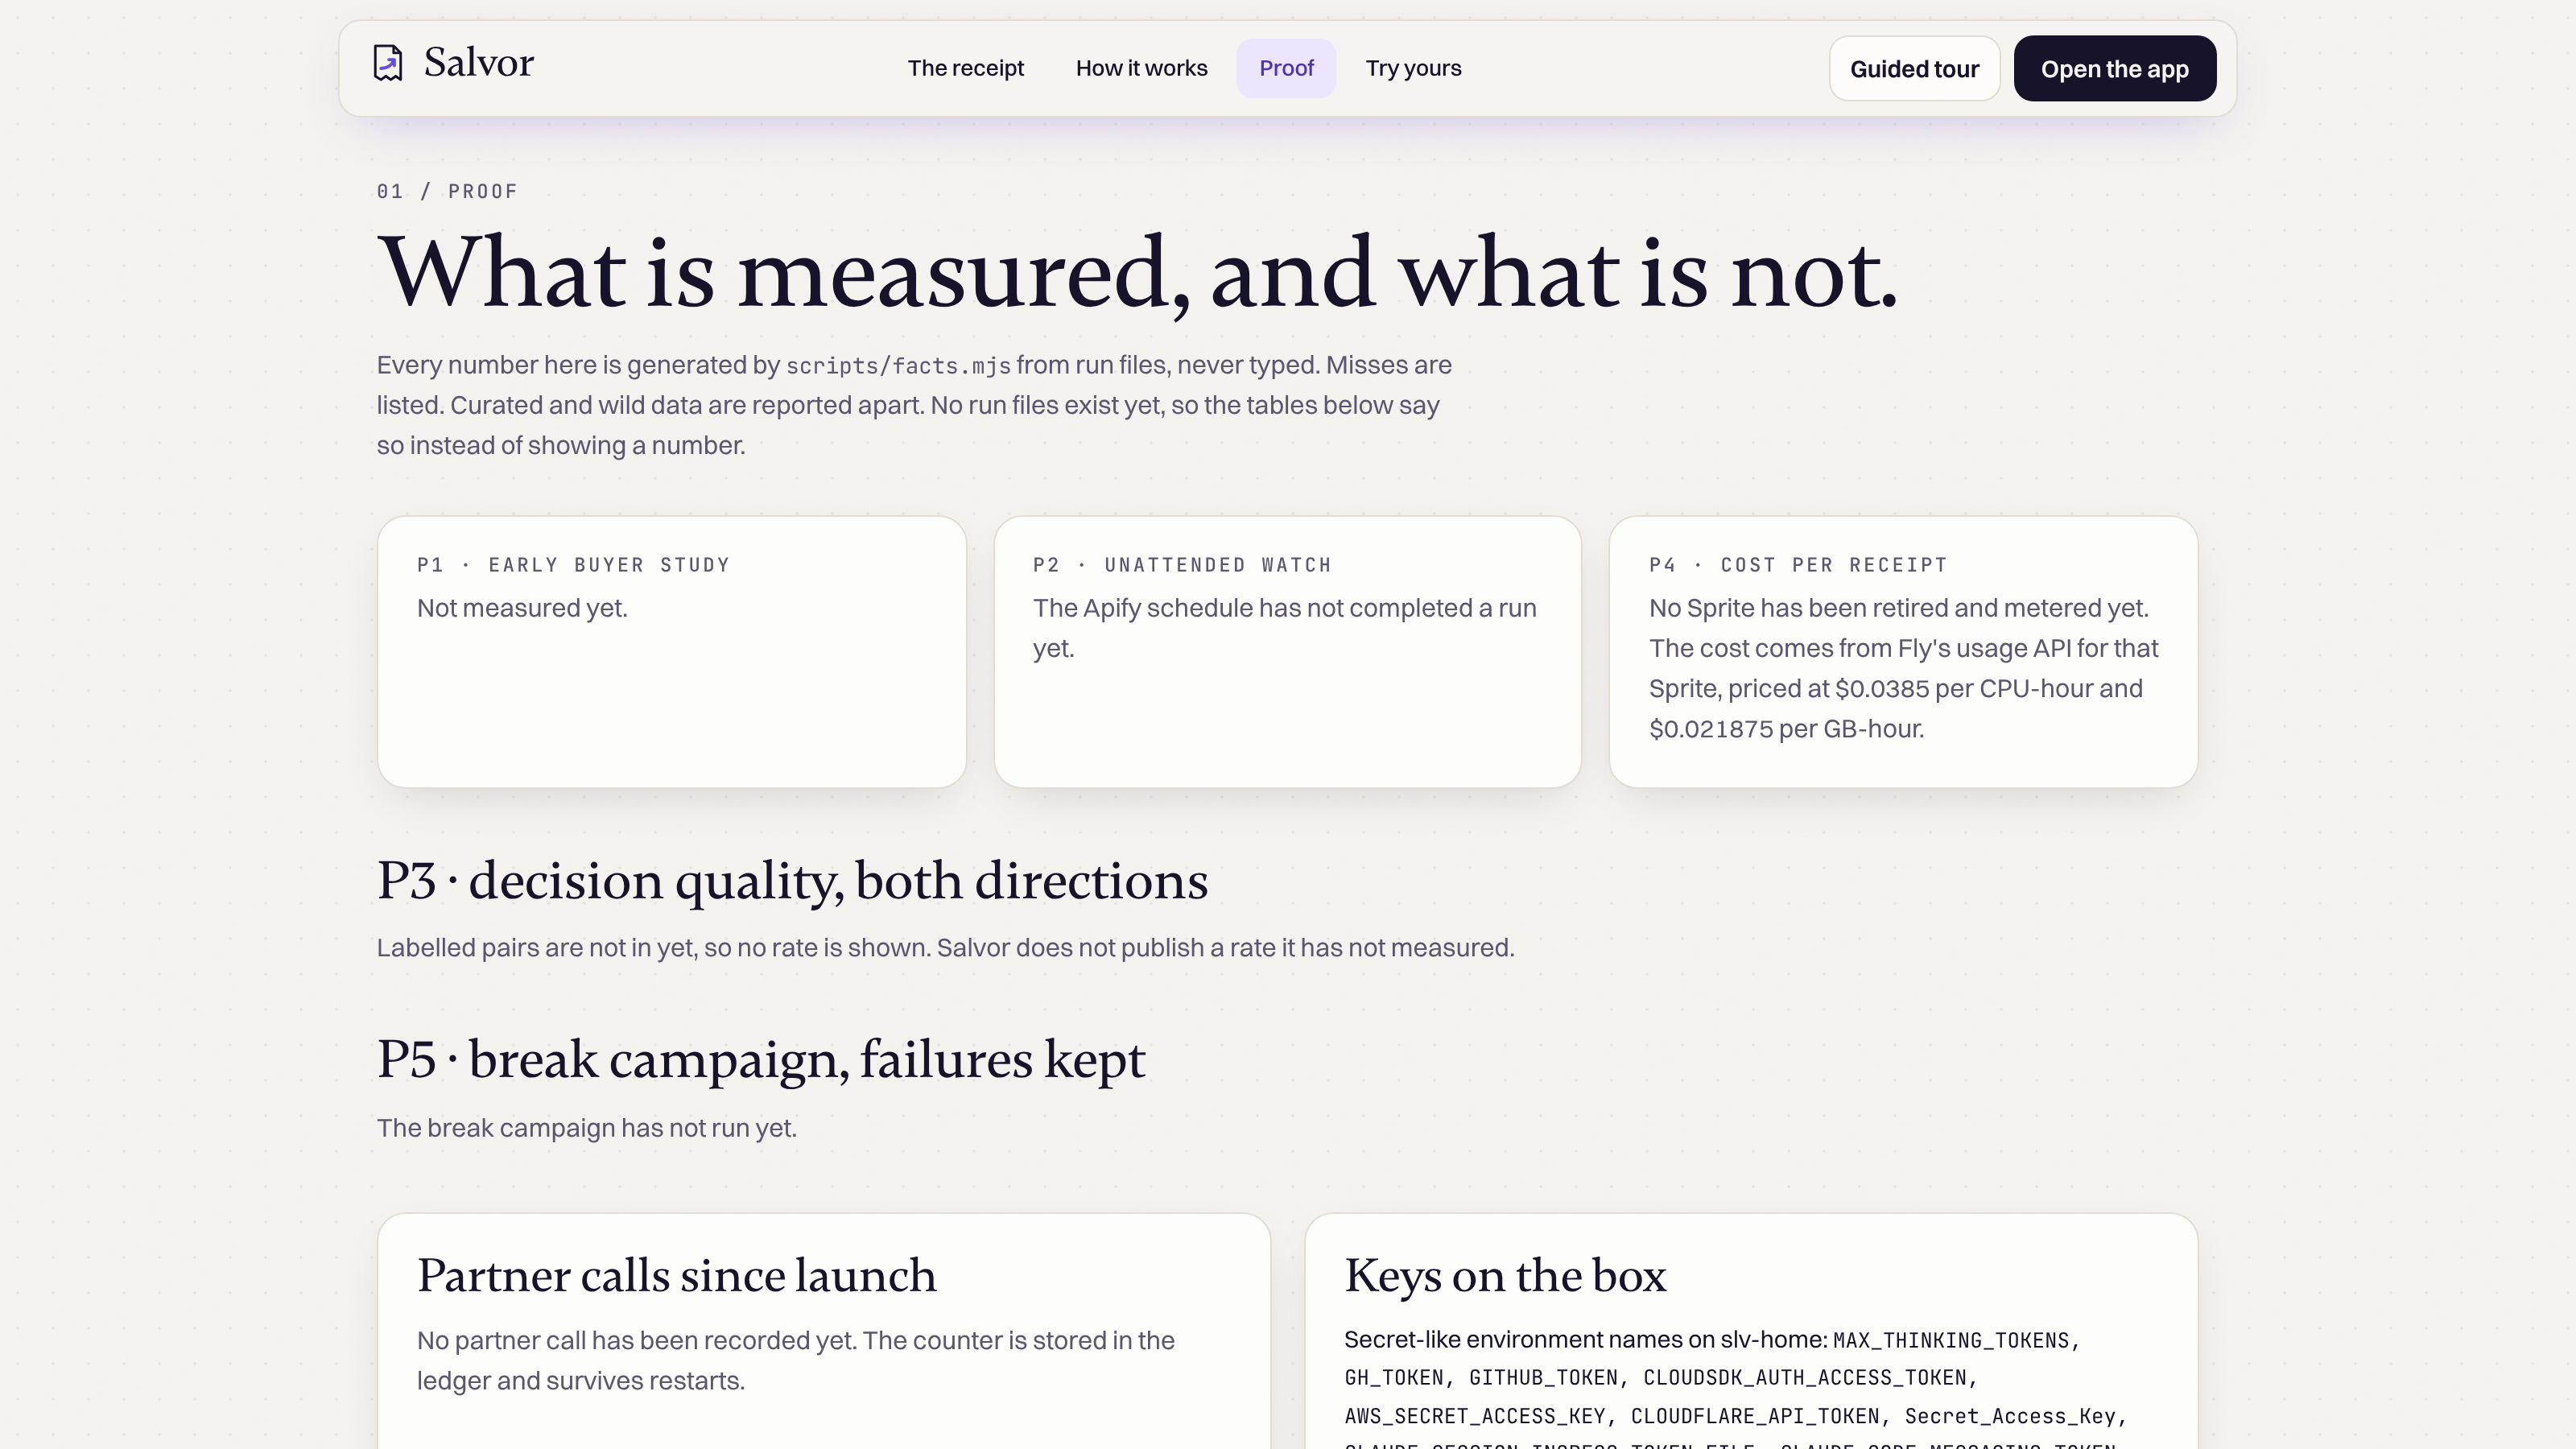 Salvor
The receipt
How it works
Proof
Try yours
Guided tour
Open the app
01 / PROOF
What is measured, and what is not.
Every number here is generated by scripts/facts.mjs from run files, never typed. Misses are
listed. Curated and wild data are reported apart. No run files exist yet, so the tables below say
so instead of showing a number.
P1 · EARLY BUYER STUDY
Not measured yet.
P2 · UNATTENDED WATCH
The Apify schedule has not completed a run
yet.
P4 · COST PER RECEIPT
No Sprite has been retired and metered yet.
The cost comes from Fly's usage API for that
Sprite, priced at $0.0385 per CPU-hour and
$0.021875 per GB-hour.
P3 · decision quality, both directions
Labelled pairs are not in yet, so no rate is shown. Salvor does not publish a rate it has not measured.
P5 · break campaign, failures kept
The break campaign has not run yet.
Partner calls since launch
No partner call has been recorded yet. The counter is stored in the
ledger and survives restarts.
Keys on the box
Secret-like environment names on slv-home: MAX_THINKING_TOKENS,
GH_TOKEN, GITHUB_TOKEN, CLOUDSDK_AUTH_ACCESS_TOKEN,
AWS_SECRET_ACCESS_KEY, CLOUDFLARE_API_TOKEN, Secret_Access_Key,